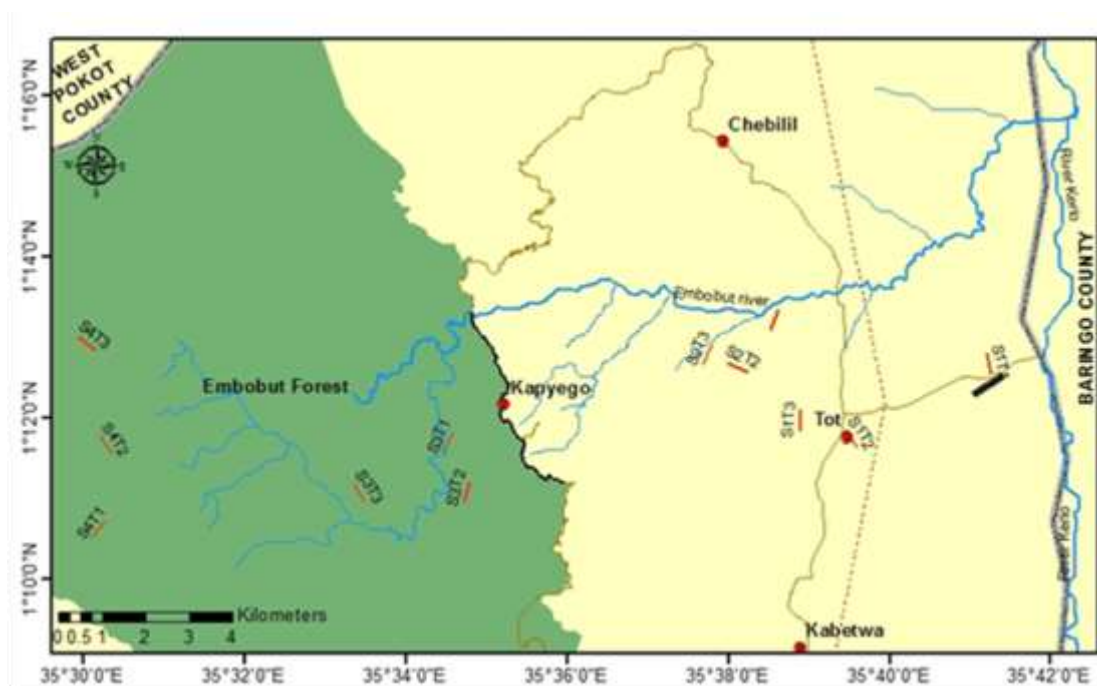 WEST
POKOT
COUNTY
1°16'0"N
1°14'0"N
1°12'0"N
1°10'0"N
N
Chebilil
River Kerio
BARINGO COUNTY
Embobut river
S4T3
S2T3
S2T2
S1T
Embobut Forest
Kapyego
S1T3
Tot
S1T2
S4T2
S3T1
S3T3
S3T2
S4T1
Kilometers
0 0.5 1 2 3 4
Kabetwa
35°30'0"E 35°32'0"E 35°34'0"E 35°36'0"E 35°38'0"E 35°40'0"E 35°42'0"E